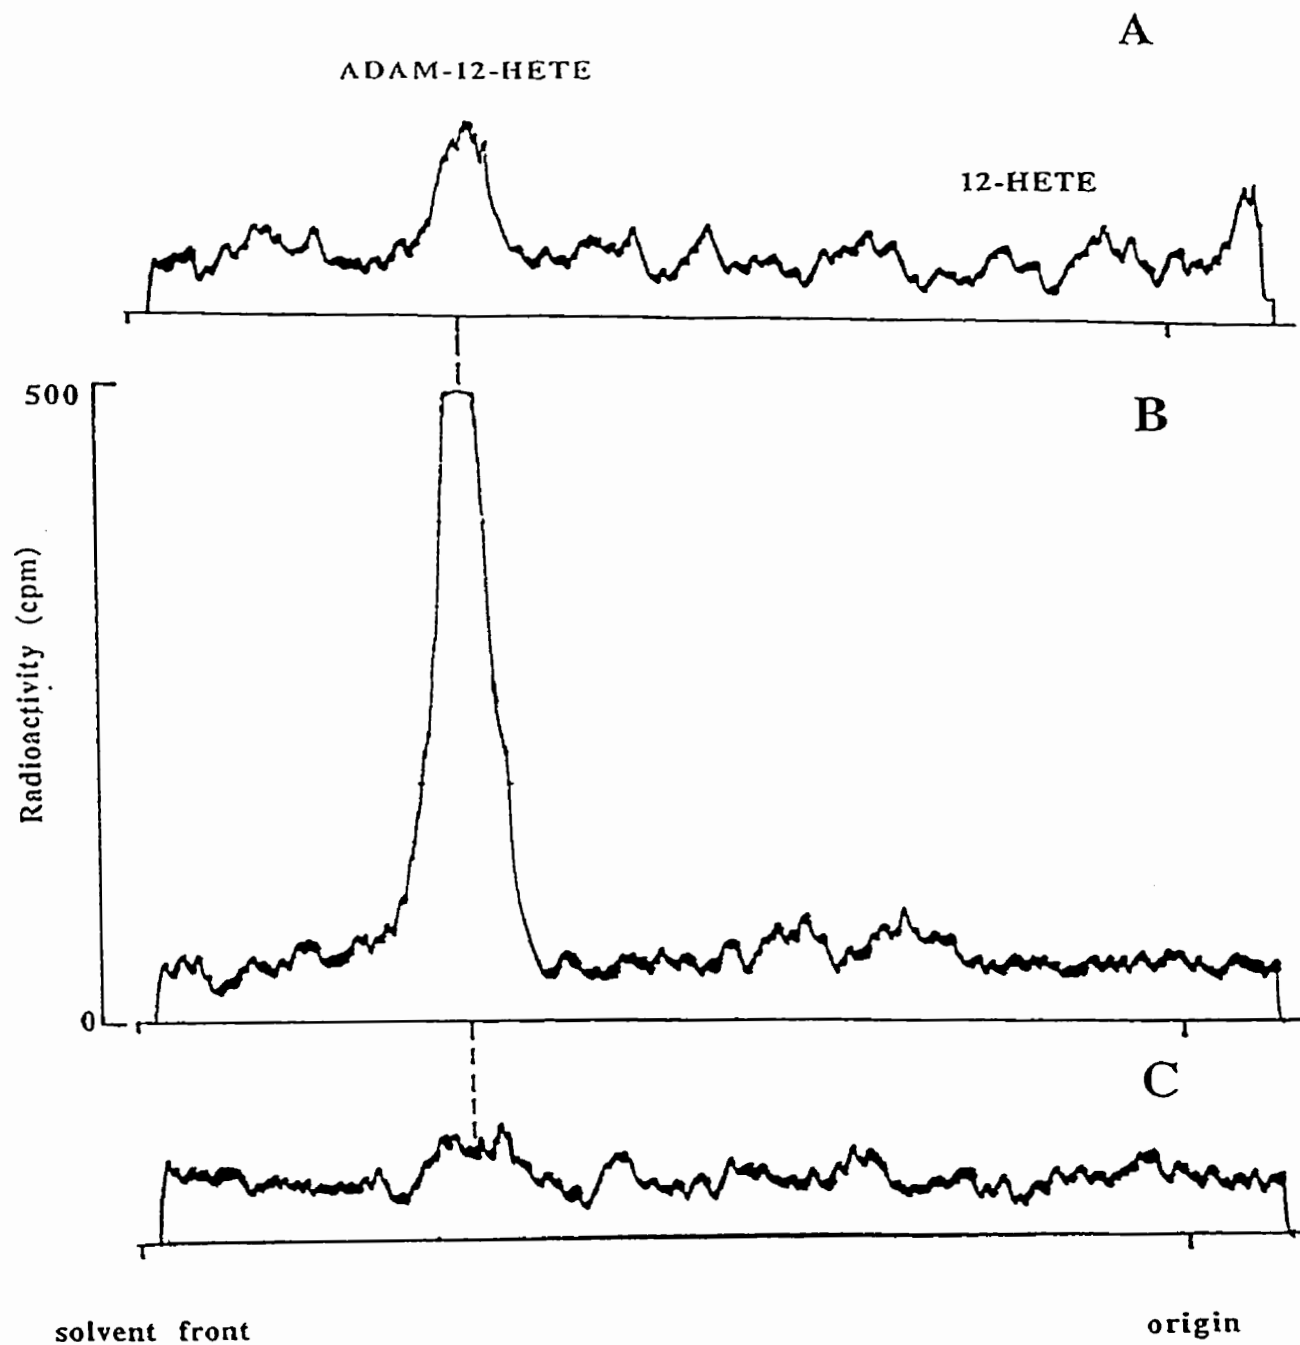 A
ADAM-12-HETE
12-HETE
500
B
Radioactivity (cpm)
0
C
solvent front
origin